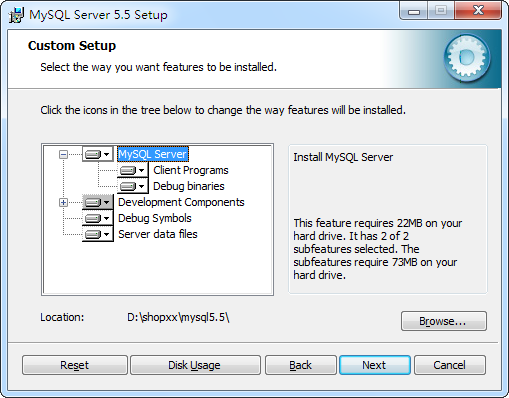 MySQL Server 5.5 Setup
Custom Setup
Select the way you want features to be installed.
Click the icons in the tree below to change the way features will be installed.
MySQL Server
Client Programs
Debug binaries
Development Components
Debug Symbols
Server data files
Install MySQL Server
This feature requires 22MB on your
hard drive. It has 2 of 2
subfeatures selected. The
subfeatures require 73MB on your
hard drive.
Location: D:\shopxx\mysql5.5\
Browse...
Reset Disk Usage Back Next Cancel